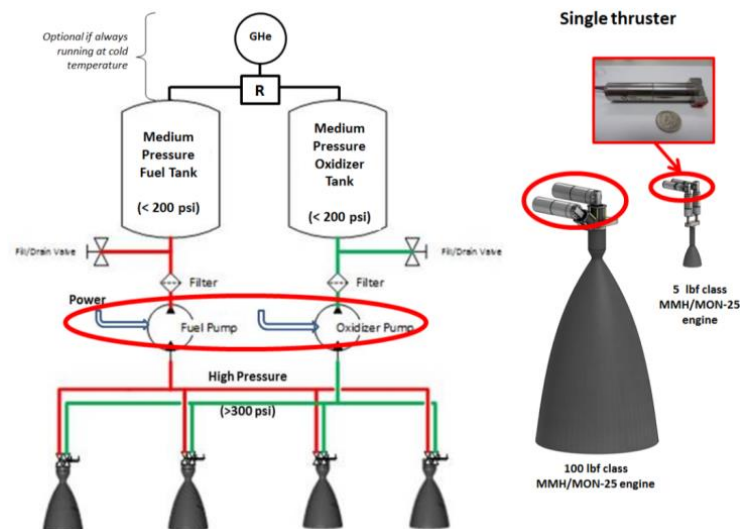 Optional if always
running at cold
temperature
GHe
R
Medium
Pressure
Fuel Tank
(< 200 psi)
Medium
Pressure
Oxidizer
Tank
(< 200 psi)
Fill/Drain Valve
Fill/Drain Valve
Filter
Filter
Power
Fuel Pump
Oxidizer Pump
High Pressure
(>300 psi)
Single thruster
5 lbf class
MMH/MON-25
engine
100 lbf class
MMH/MON-25 engine